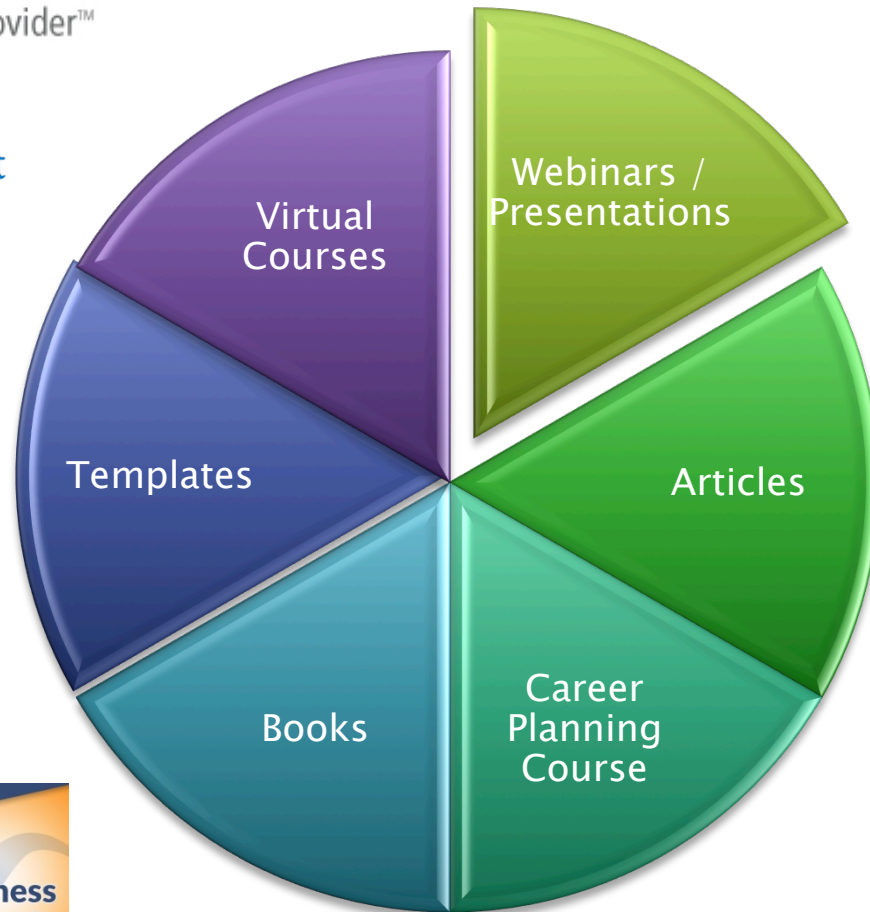 ovider™
t
Webinars /
Presentations
Virtual
Courses
Templates
Articles
Books
Career
Planning
Course
ness